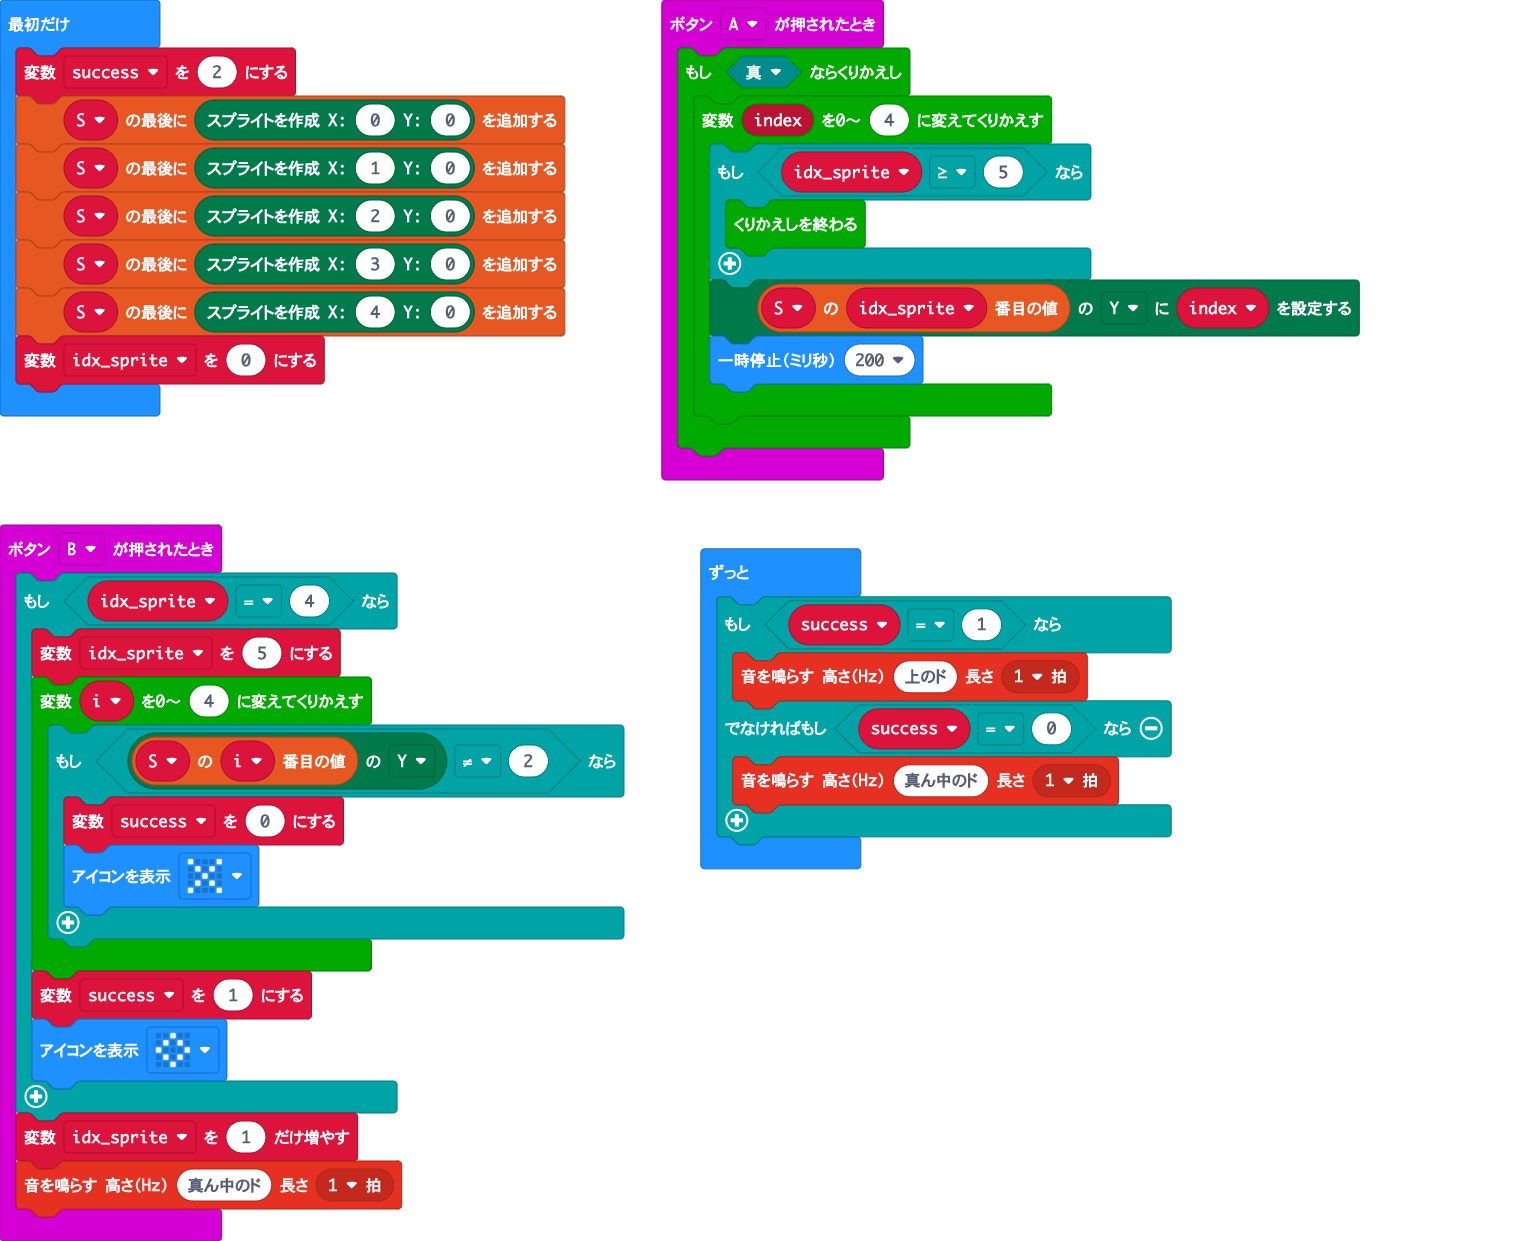 最初だけ
変数 success を 2 にする
S の最後に スプライトを作成 X: 0 Y: 0 を追加する
S の最後に スプライトを作成 X: 1 Y: 0 を追加する
S の最後に スプライトを作成 X: 2 Y: 0 を追加する
S の最後に スプライトを作成 X: 3 Y: 0 を追加する
S の最後に スプライトを作成 X: 4 Y: 0 を追加する
変数 idx_sprite を 0 にする
ボタン A が押されたとき
もし 真 ならくりかえし
変数 index を0～ 4 に変えてくりかえす
もし idx_sprite ≥ 5 なら
くりかえしを終わる
S の idx_sprite 番目の値 の Y に index を設定する
一時停止(ミリ秒) 200
ボタン B が押されたとき
もし idx_sprite = 4 なら
変数 idx_sprite を 5 にする
変数 i を0～ 4 に変えてくりかえす
もし S の i 番目の値 の Y ≠ 2 なら
変数 success を 0 にする
アイコンを表示
変数 success を 1 にする
アイコンを表示
変数 idx_sprite を 1 だけ増やす
音を鳴らす 高さ(Hz) 真ん中のド 長さ 1 拍
ずっと
もし success = 1 なら
音を鳴らす 高さ(Hz) 上のド 長さ 1 拍
でなければもし success = 0 なら
音を鳴らす 高さ(Hz) 真ん中のド 長さ 1 拍